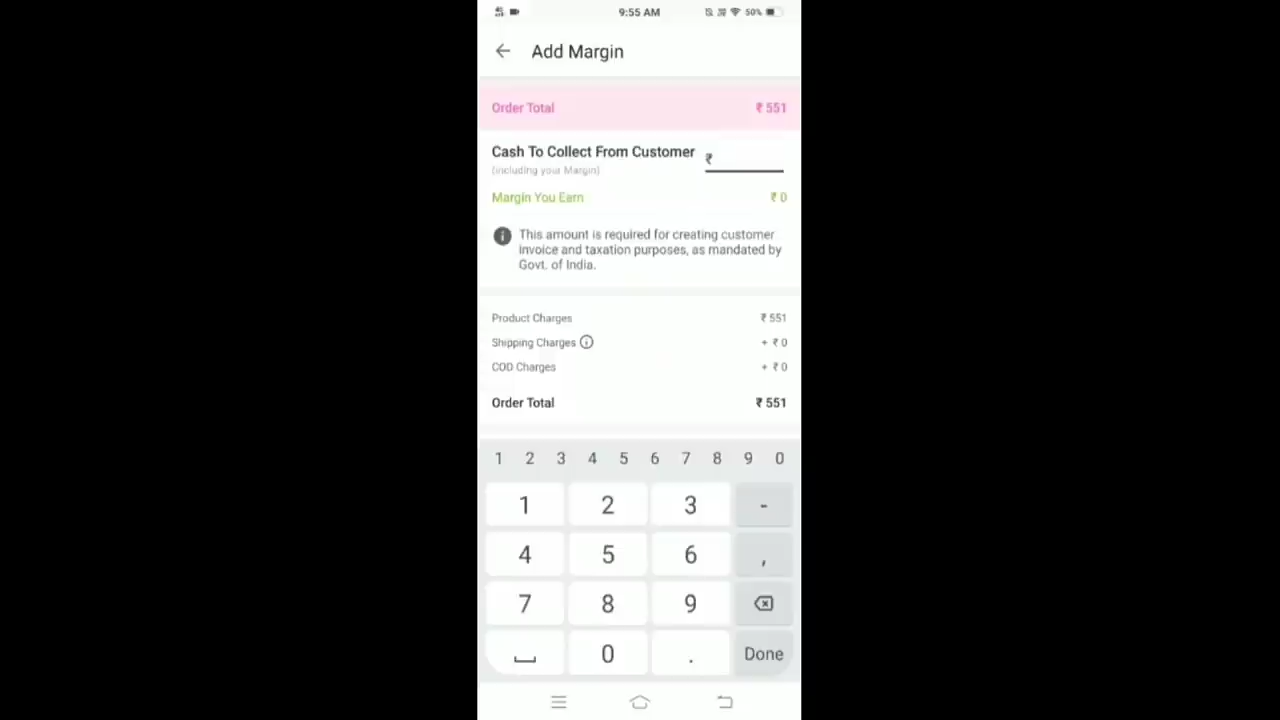 9:55 AM 50%
Add Margin
Order Total ₹ 551
Cash To Collect From Customer ₹
(including your Margin)
Margin You Earn ₹ 0
This amount is required for creating customer
invoice and taxation purposes, as mandated by
Govt. of India.
Product Charges ₹ 551
Shipping Charges + ₹ 0
COD Charges + ₹ 0
Order Total ₹ 551
1 2 3 4 5 6 7 8 9 0
1 2 3 -
4 5 6 ,
7 8 9
0 . Done